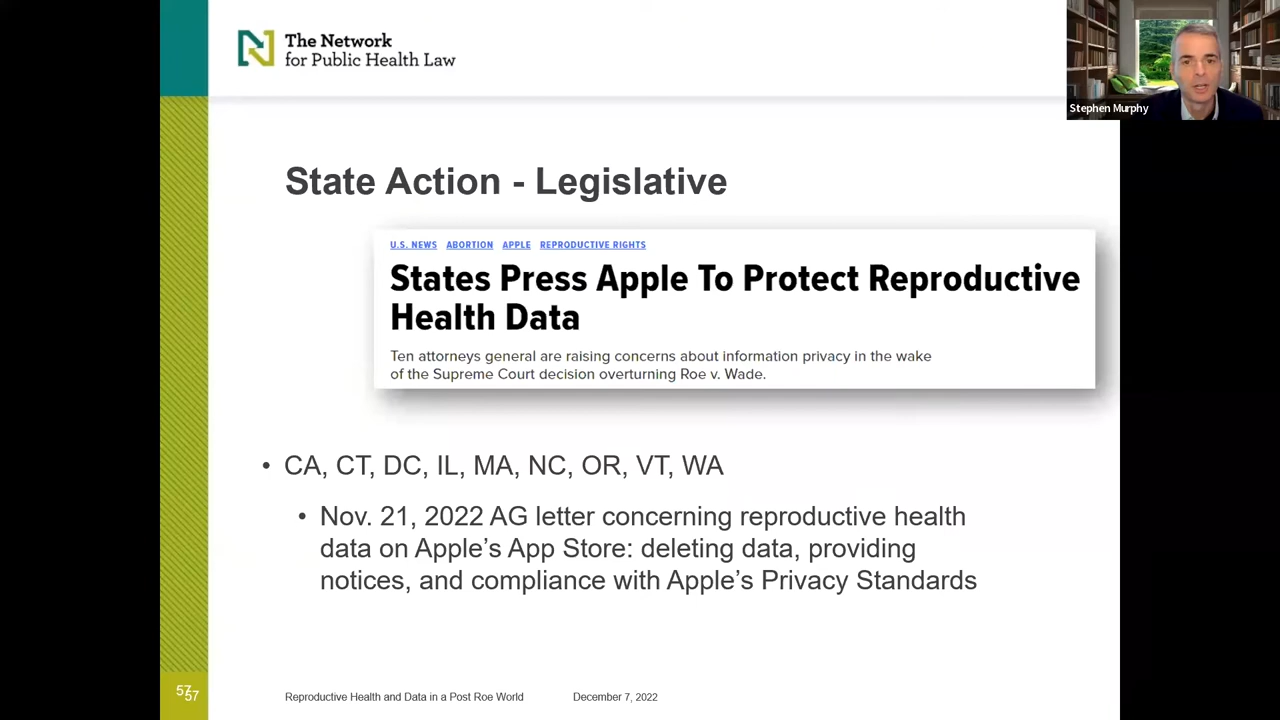 The Network
for Public Health Law
Stephen Murphy
State Action - Legislative
U.S. NEWS ABORTION APPLE REPRODUCTIVE RIGHTS
States Press Apple To Protect Reproductive
Health Data
Ten attorneys general are raising concerns about information privacy in the wake
of the Supreme Court decision overturning Roe v. Wade.
• CA, CT, DC, IL, MA, NC, OR, VT, WA
• Nov. 21, 2022 AG letter concerning reproductive health
data on Apple’s App Store: deleting data, providing
notices, and compliance with Apple’s Privacy Standards
57 57
Reproductive Health and Data in a Post Roe World December 7, 2022